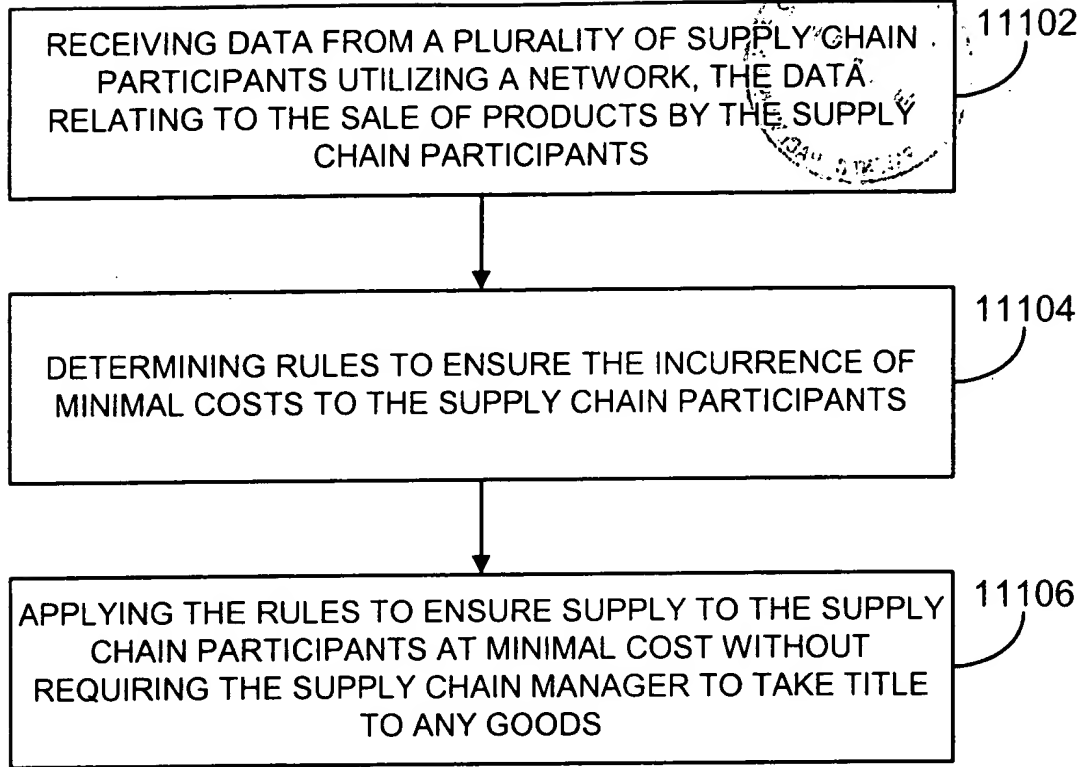 RECEIVING DATA FROM A PLURALITY OF SUPPLY CHAIN
PARTICIPANTS UTILIZING A NETWORK, THE DATA
RELATING TO THE SALE OF PRODUCTS BY THE SUPPLY
CHAIN PARTICIPANTS
11102
DETERMINING RULES TO ENSURE THE INCURRENCE OF
MINIMAL COSTS TO THE SUPPLY CHAIN PARTICIPANTS
11104
APPLYING THE RULES TO ENSURE SUPPLY TO THE SUPPLY
CHAIN PARTICIPANTS AT MINIMAL COST WITHOUT
REQUIRING THE SUPPLY CHAIN MANAGER TO TAKE TITLE
TO ANY GOODS
11106